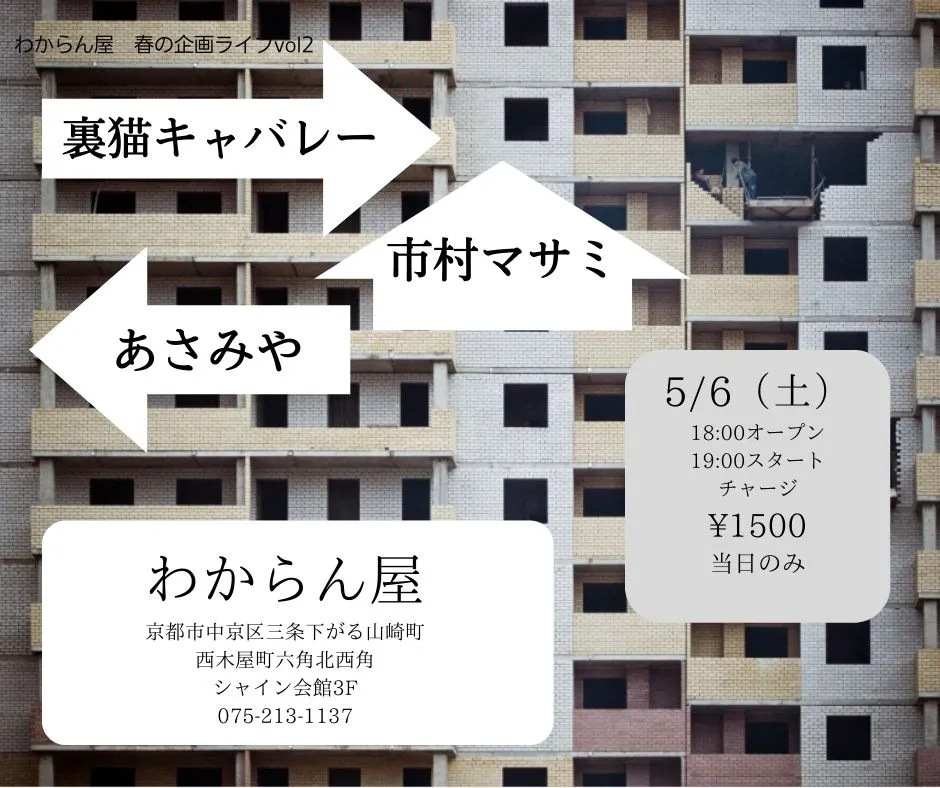 わからん屋　春の企画ライブvol2
裏猫キャバレー
市村マサミ
あさみや
5/6（土）
18:00オープン
19:00スタート
チャージ
¥1500
当日のみ
わからん屋
京都市中京区三条下がる山崎町
西木屋町六角北西角
シャイン会館3F
075-213-1137